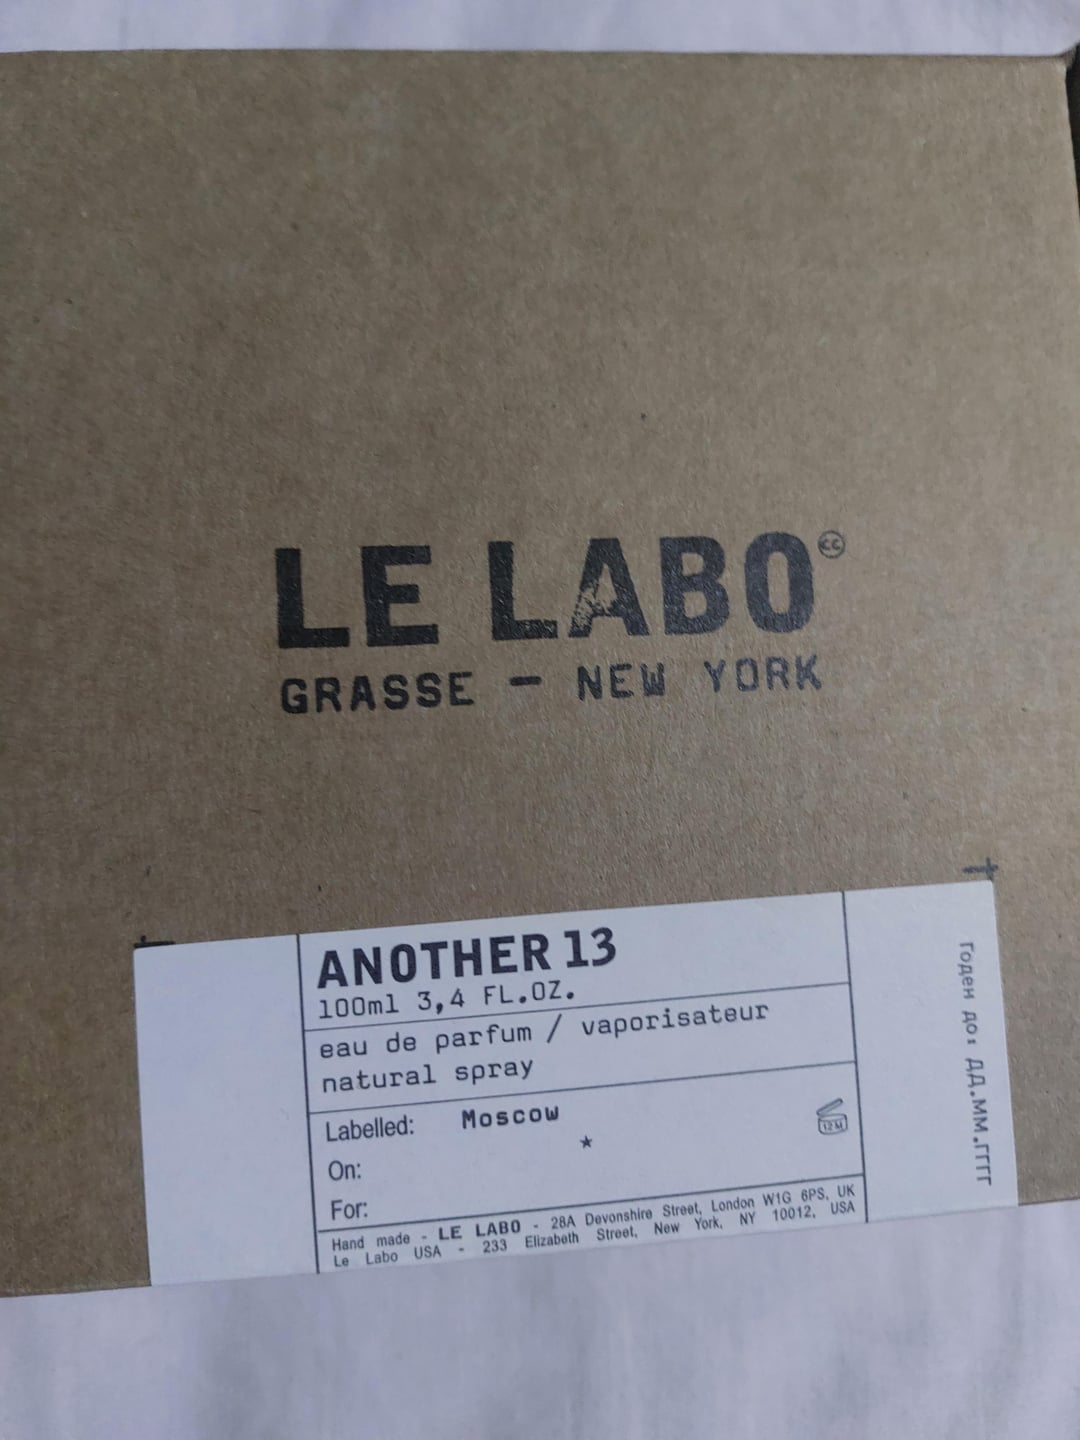 LE LABO
cc
GRASSE - NEW YORK
ANOTHER 13
100ml 3,4 FL.OZ.
eau de parfum / vaporisateur
natural spray
Labelled: Moscow
*
12M
On:
For:
Hand made - LE LABO - 28A Devonshire Street, London W1G 6PS, UK
Le Labo USA - 233 Elizabeth Street, New York, NY 10012, USA
Годен до: ДД.ММ.ГГГГ